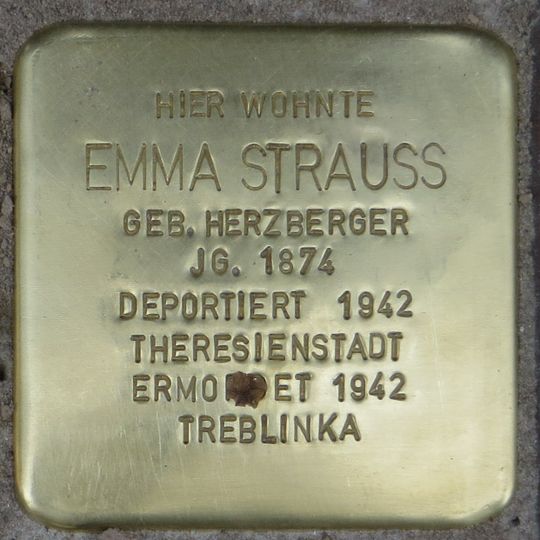 HIER WOHNTE
EMMA STRAUSS
GEB. HERZBERGER
JG. 1874
DEPORTIERT 1942
THERESIENSTADT
ERMORDET 1942
TREBLINKA